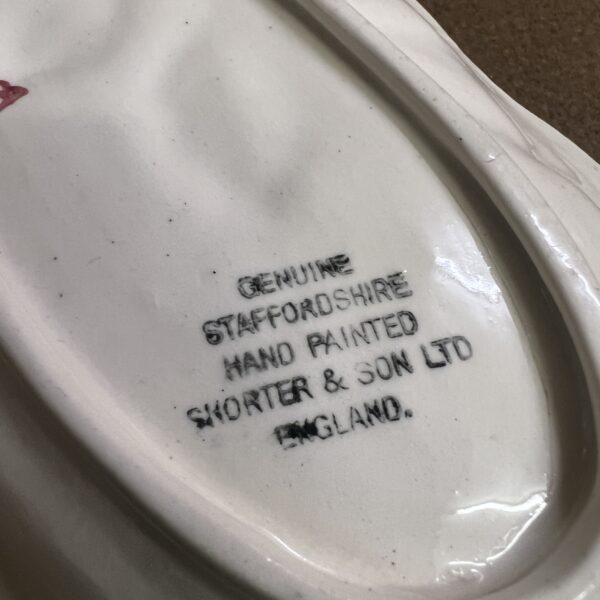 GENUINE
STAFFORDSHIRE
HAND PAINTED
SHORTER & SON LTD
ENGLAND.